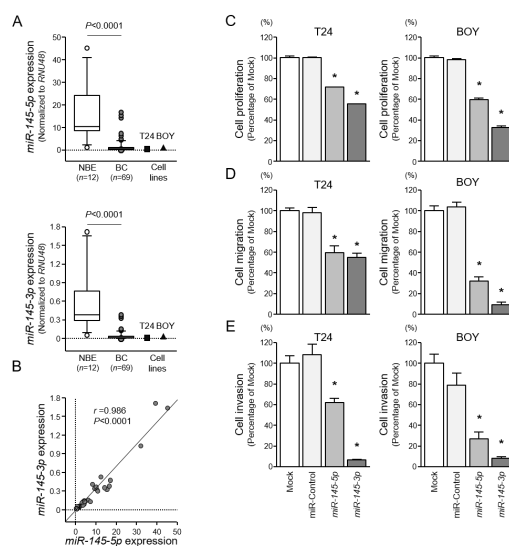 A
P<0.0001
miR-145-5p expression
(Normalized to RNU48)
50
40
30
20
10
0
T24 BOY
NBE
(n=12)
BC
(n=69)
Cell
lines
P<0.0001
miR-145-3p expression
(Normalized to RNU48)
1.8
1.5
1.2
0.9
0.6
0.3
0
T24 BOY
NBE
(n=12)
BC
(n=69)
Cell
lines
B
r =0.986
P<0.0001
miR-145-3p expression
1.8
1.5
1.2
0.9
0.6
0.3
0
0 10 20 30 40 50
miR-145-5p expression
C
T24
(%)
Cell proliferation
(Percentage of Mock)
120
100
80
60
40
20
0
* *
BOY
(%)
Cell proliferation
(Percentage of Mock)
120
100
80
60
40
20
0
* *
D
T24
(%)
Cell migration
(Percentage of Mock)
120
100
80
60
40
20
0
* *
BOY
(%)
Cell migration
(Percentage of Mock)
120
100
80
60
40
20
0
* *
E
T24
(%)
Cell invasion
(Percentage of Mock)
120
100
80
60
40
20
0
* *
Mock
miR-Control
miR-145-5p
miR-145-3p
BOY
(%)
Cell invasion
(Percentage of Mock)
120
100
80
60
40
20
0
* *
Mock
miR-Control
miR-145-5p
miR-145-3p